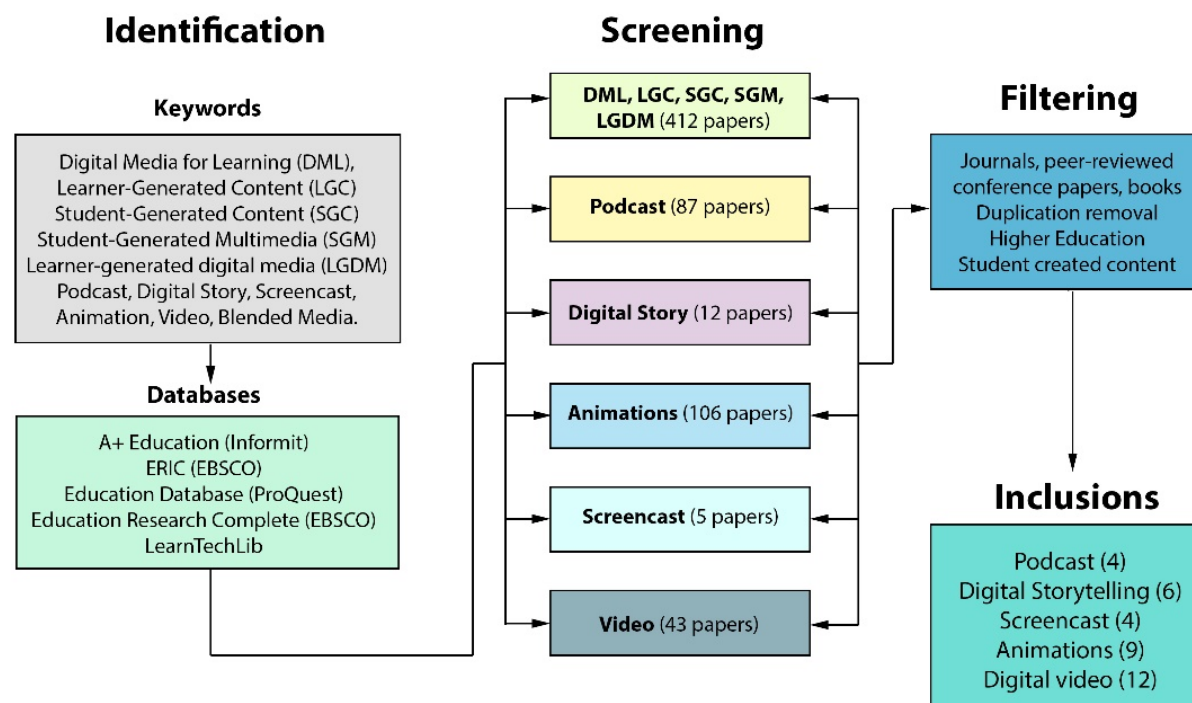 Identification
Keywords
Digital Media for Learning (DML),
Learner-Generated Content (LGC)
Student-Generated Content (SGC)
Student-Generated Multimedia (SGM)
Learner-generated digital media (LGDM)
Podcast, Digital Story, Screencast,
Animation, Video, Blended Media.
Databases
A+ Education (Informit)
ERIC (EBSCO)
Education Database (ProQuest)
Education Research Complete (EBSCO)
LearnTechLib
Screening
DML, LGC, SGC, SGM,
LGDM (412 papers)
Podcast (87 papers)
Digital Story (12 papers)
Animations (106 papers)
Screencast (5 papers)
Video (43 papers)
Filtering
Journals, peer-reviewed
conference papers, books
Duplication removal
Higher Education
Student created content
Inclusions
Podcast (4)
Digital Storytelling (6)
Screencast (4)
Animations (9)
Digital video (12)